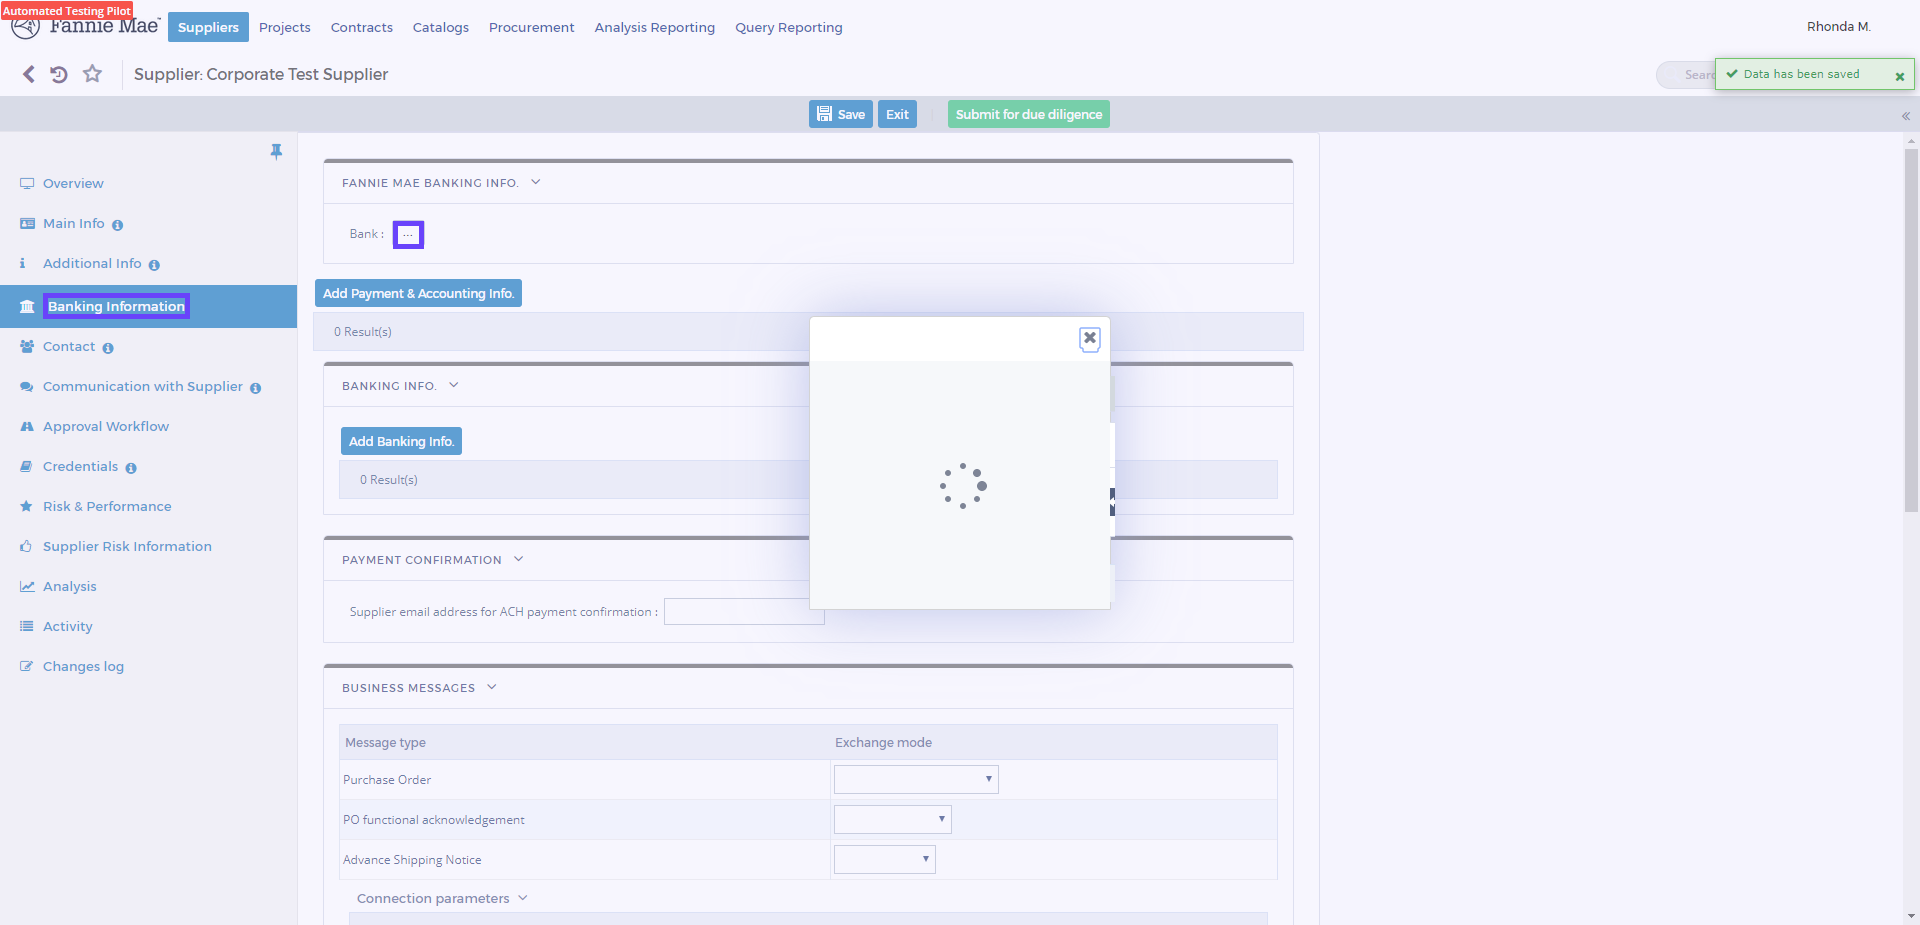 Automated Testing Pilot
Fannie Mae
Suppliers
Projects
Contracts
Catalogs
Procurement
Analysis Reporting
Query Reporting
Rhonda M.
Supplier: Corporate Test Supplier
Data has been saved
Save
Exit
Submit for due diligence
Overview
Main Info
Additional Info
Banking Information
Contact
Communication with Supplier
Approval Workflow
Credentials
Risk & Performance
Supplier Risk Information
Analysis
Activity
Changes log
FANNIE MAE BANKING INFO.
Bank : ...
Add Payment & Accounting Info.
0 Result(s)
BANKING INFO.
Add Banking Info.
0 Result(s)
PAYMENT CONFIRMATION
Supplier email address for ACH payment confirmation :
BUSINESS MESSAGES
Message type
Exchange mode
Purchase Order
PO functional acknowledgement
Advance Shipping Notice
Connection parameters